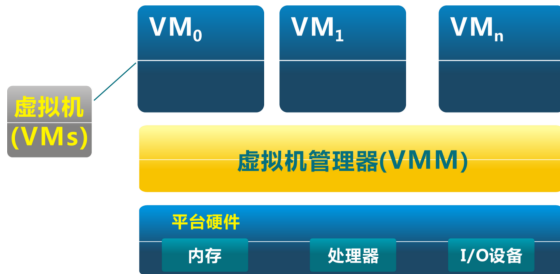 VM₀ VM₁ VMₙ
虚拟机
(VMs)
虚拟机管理器(VMM)
平台硬件
内存 处理器 I/O设备